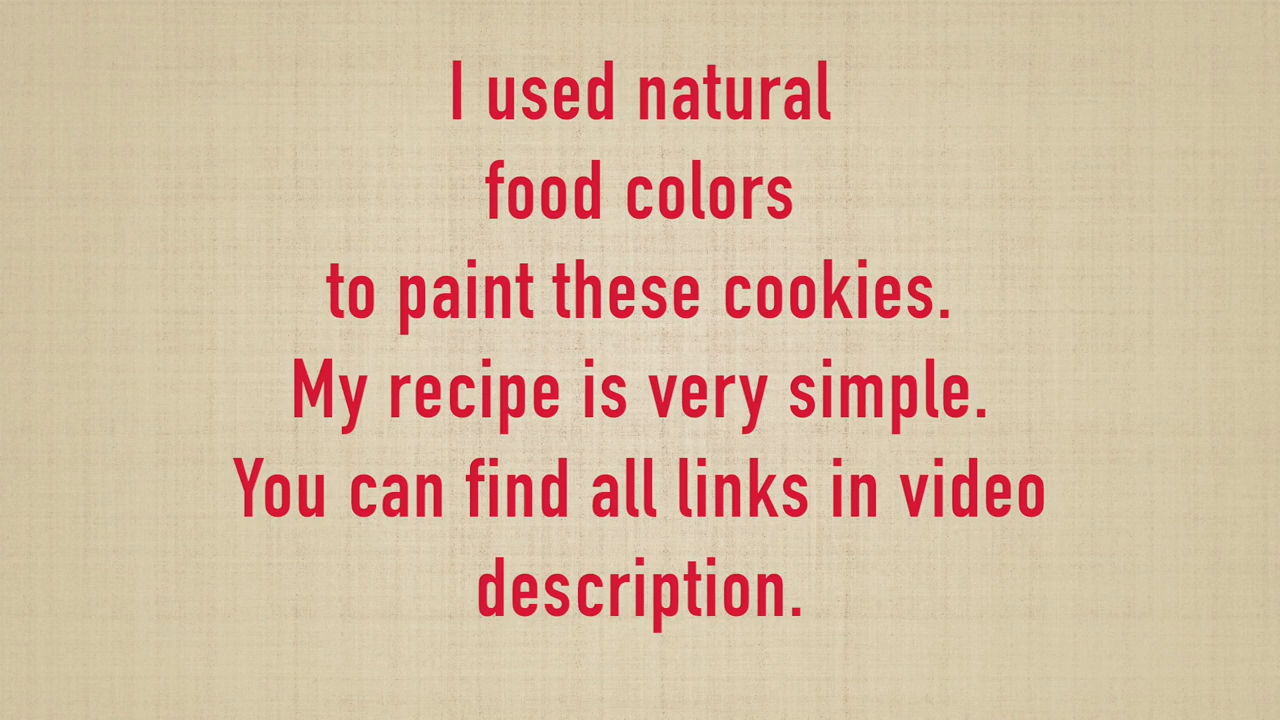 I used natural
food colors
to paint these cookies.
My recipe is very simple.
You can find all links in video
description.